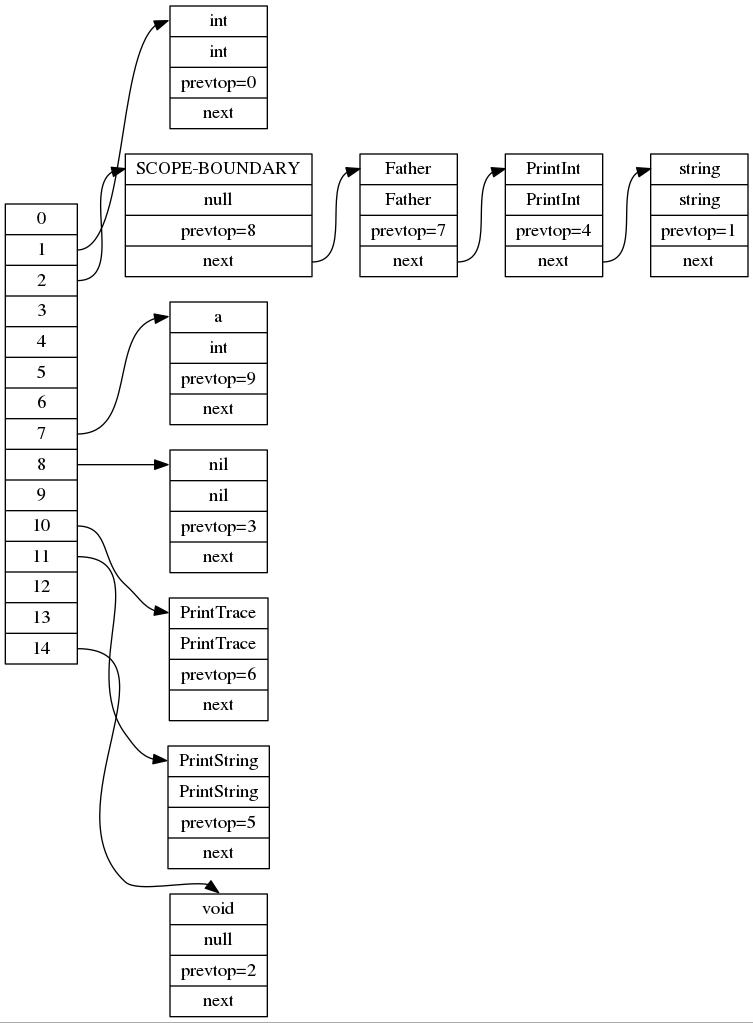 int
int
prevtop=0
next
SCOPE-BOUNDARY
null
prevtop=8
next
Father
Father
prevtop=7
next
PrintInt
PrintInt
prevtop=4
next
string
string
prevtop=1
next
0
1
2
3
4
5
6
7
8
9
10
11
12
13
14
a
int
prevtop=9
next
nil
nil
prevtop=3
next
PrintTrace
PrintTrace
prevtop=6
next
PrintString
PrintString
prevtop=5
next
void
null
prevtop=2
next